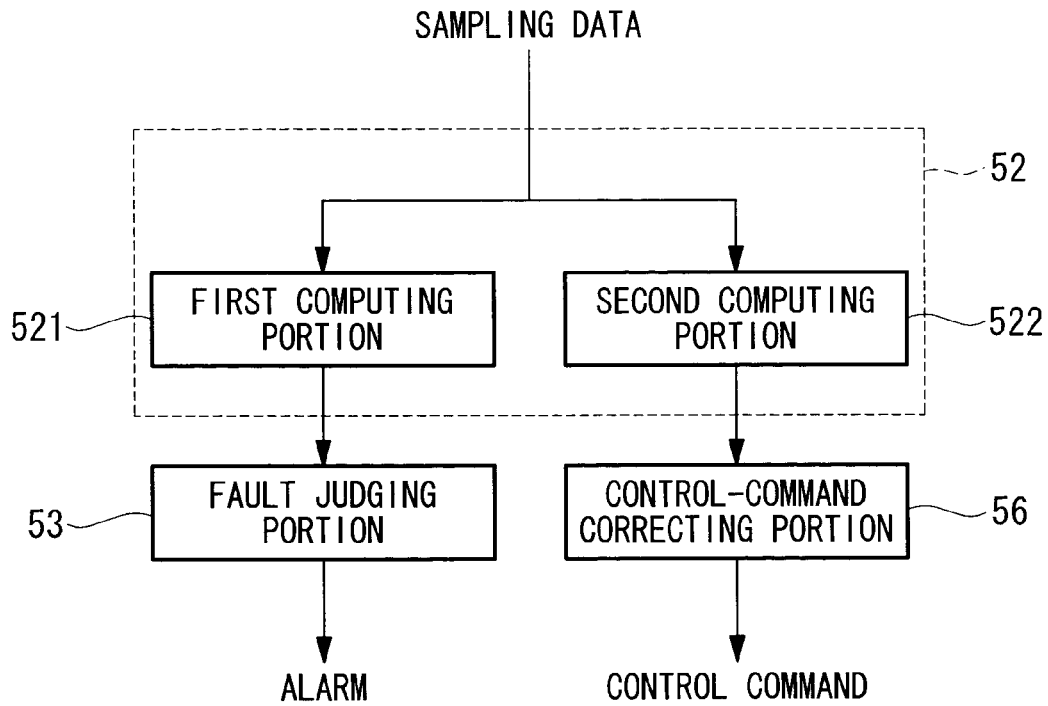 SAMPLING DATA
52
FIRST COMPUTING
PORTION
521
SECOND COMPUTING
PORTION
522
FAULT JUDGING
PORTION
53
CONTROL-COMMAND
CORRECTING PORTION
56
ALARM
CONTROL COMMAND